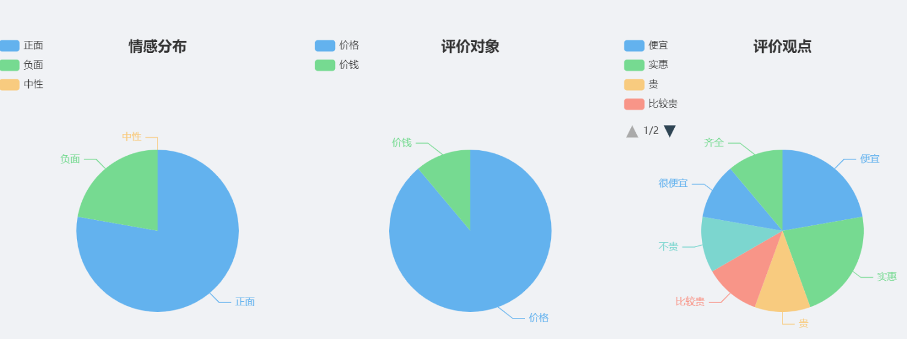 情感分布
正面
负面
中性
中性
负面
正面
评价对象
价格
价钱
价钱
价格
评价观点
便宜
实惠
贵
比较贵
1/2
齐全
便宜
很便宜
不贵
实惠
比较贵
贵